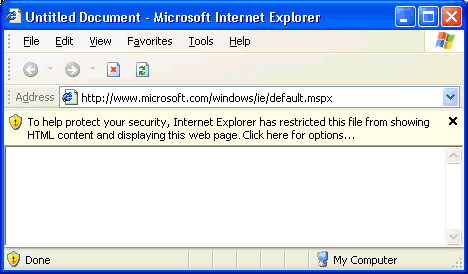 Untitled Document - Microsoft Internet Explorer
File Edit View Favorites Tools Help
Address http://www.microsoft.com/windows/ie/default.mspx
To help protect your security, Internet Explorer has restricted this file from showing
HTML content and displaying this web page. Click here for options...
Done My Computer